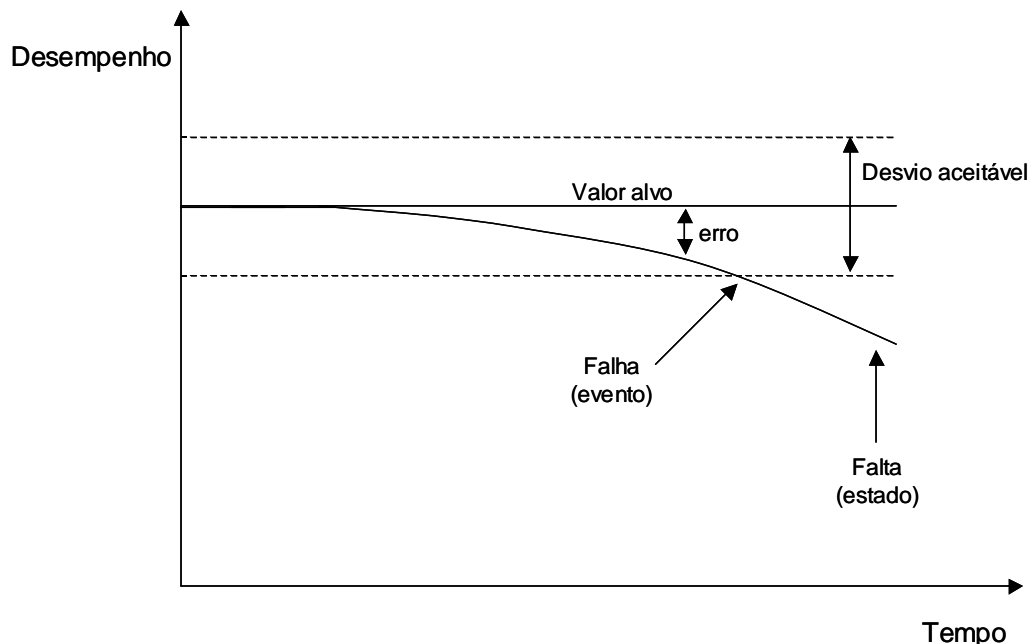 Desempenho
Desvio aceitável
Valor alvo
erro
Falha
(evento)
Falta
(estado)
Tempo